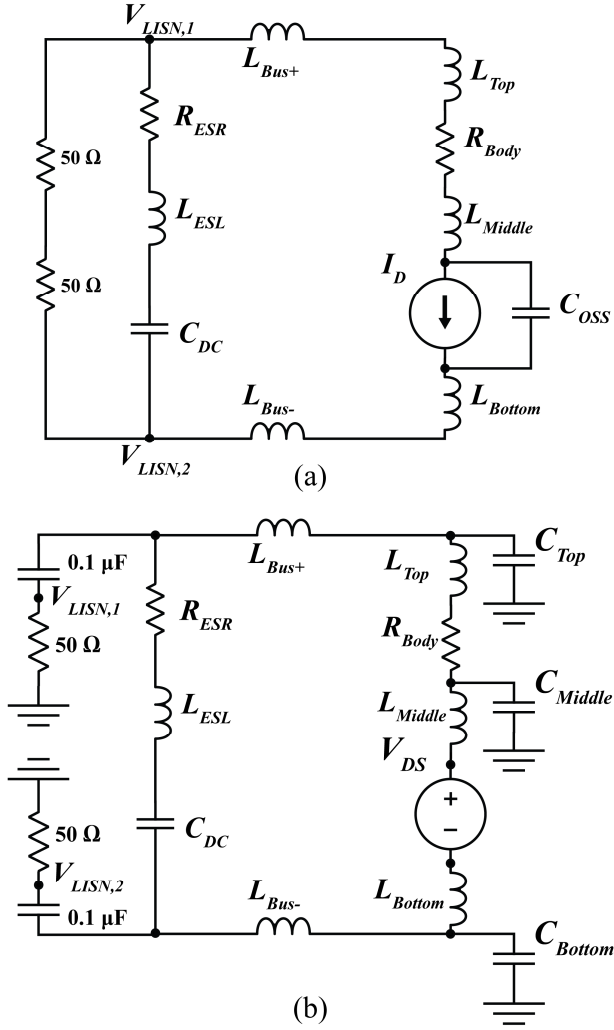 V_LISN,1
L_Bus+
L_Top
R_ESR
R_Body
50 Ω
L_ESL
L_Middle
I_D
50 Ω
C_OSS
C_DC
L_Bus-
L_Bottom
V_LISN,2
(a)
0.1 µF
L_Bus+
L_Top
C_Top
V_LISN,1
R_ESR
R_Body
50 Ω
C_Middle
L_ESL
L_Middle
V_DS
+
−
50 Ω
C_DC
V_LISN,2
L_Bus-
L_Bottom
0.1 µF
C_Bottom
(b)